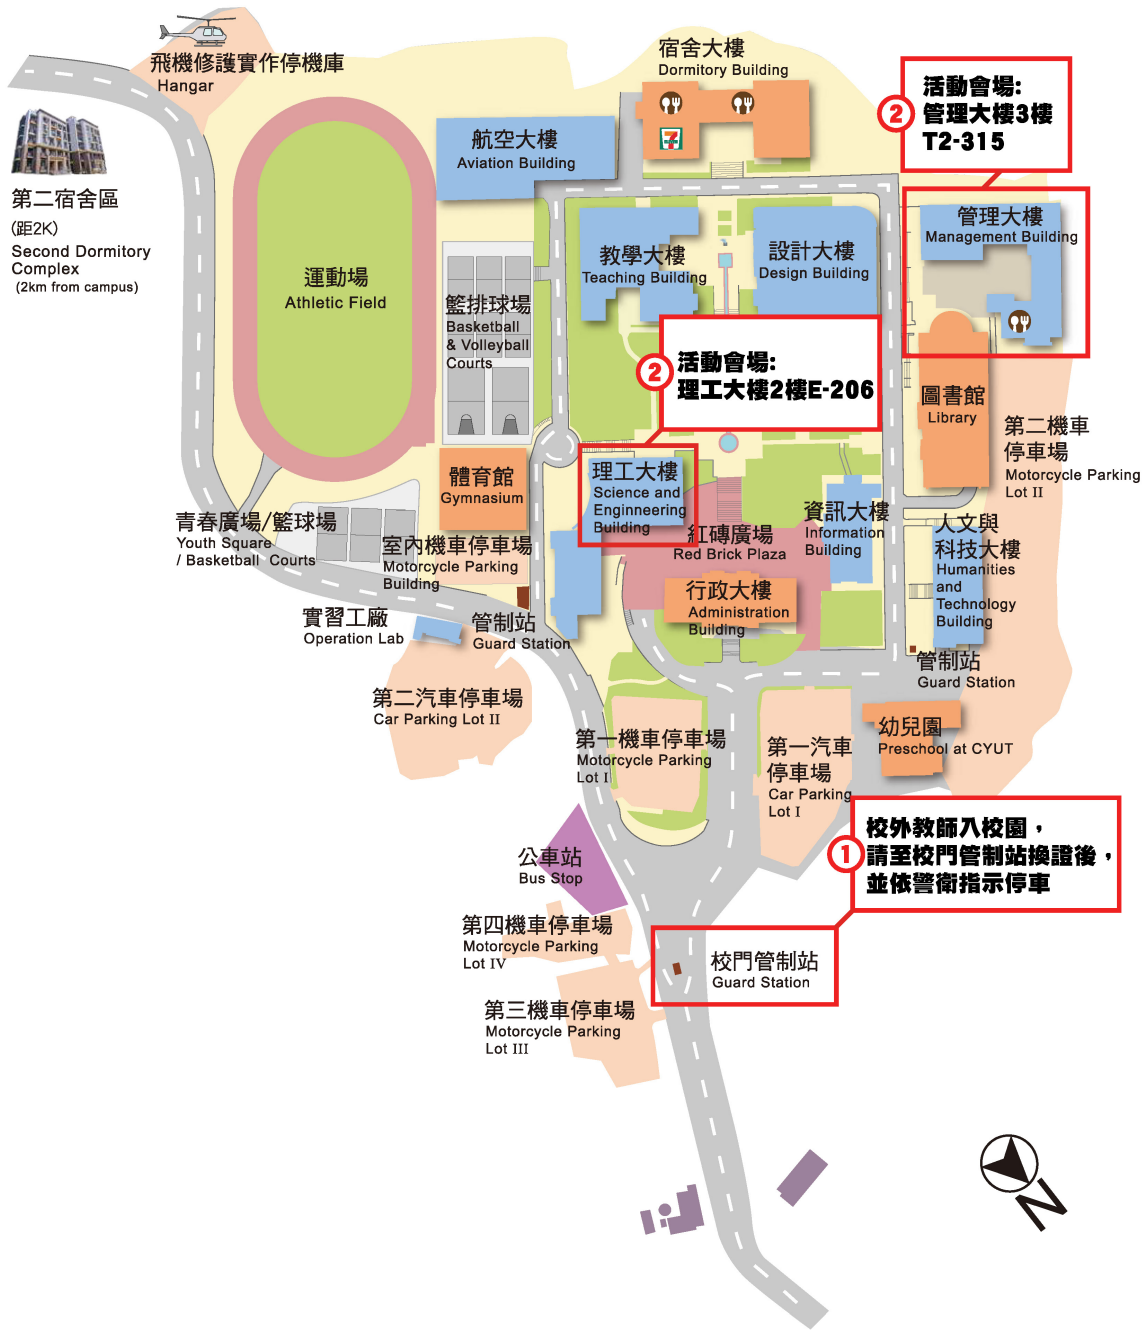 飛機修護實作停機庫
Hangar
宿舍大樓
Dormitory Building
7
活動會場:
管理大樓3樓
T2-315
2
航空大樓
Aviation Building
第二宿舍區
(距2K)
Second Dormitory
Complex
(2km from campus)
管理大樓
Management Building
教學大樓
Teaching Building
設計大樓
Design Building
運動場
Athletic Field
籃排球場
Basketball
& Volleyball
Courts
2
活動會場:
理工大樓2樓E-206
圖書館
Library
第二機車
停車場
Motorcycle Parking
Lot II
體育館
Gymnasium
理工大樓
Science and
Enginneering
Building
青春廣場/籃球場
Youth Square
/ Basketball Courts
室內機車停車場
Motorcycle Parking
Building
紅磚廣場
Red Brick Plaza
資訊大樓
Information
Building
人文與
科技大樓
Humanities
and
Technology
Building
行政大樓
Administration
Building
實習工廠
Operation Lab
管制站
Guard Station
管制站
Guard Station
第二汽車停車場
Car Parking Lot II
第一機車停車場
Motorcycle Parking
Lot I
第一汽車
停車場
Car Parking
Lot I
幼兒園
Preschool at CYUT
1
校外教師入校園，
請至校門管制站換證後，
並依警衛指示停車
公車站
Bus Stop
第四機車停車場
Motorcycle Parking
Lot IV
校門管制站
Guard Station
第三機車停車場
Motorcycle Parking
Lot III
N